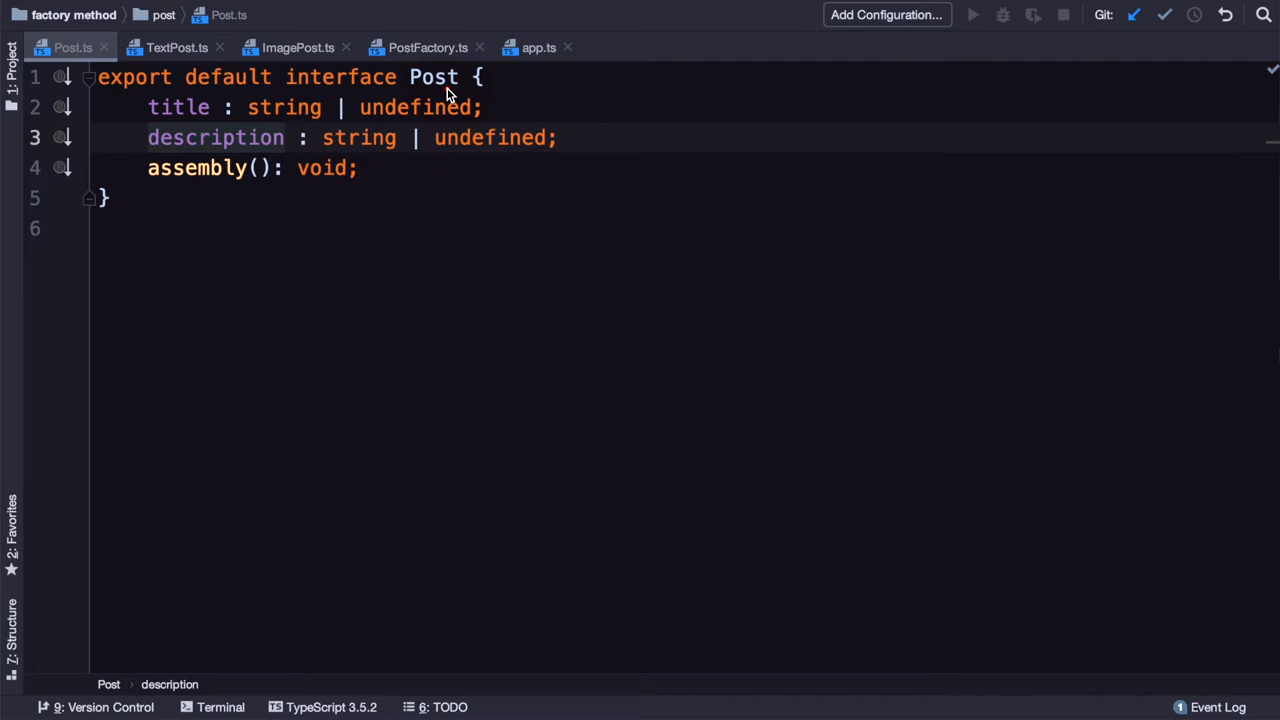 factory method post Post.ts Add Configuration... Git:
Post.ts TextPost.ts ImagePost.ts PostFactory.ts app.ts
1: Project
1 export default interface Post {
2 title : string | undefined;
3 description : string | undefined;
4 assembly(): void;
5 }
6
2: Favorites
7: Structure
Post description
9: Version Control Terminal TypeScript 3.5.2 6: TODO 1 Event Log